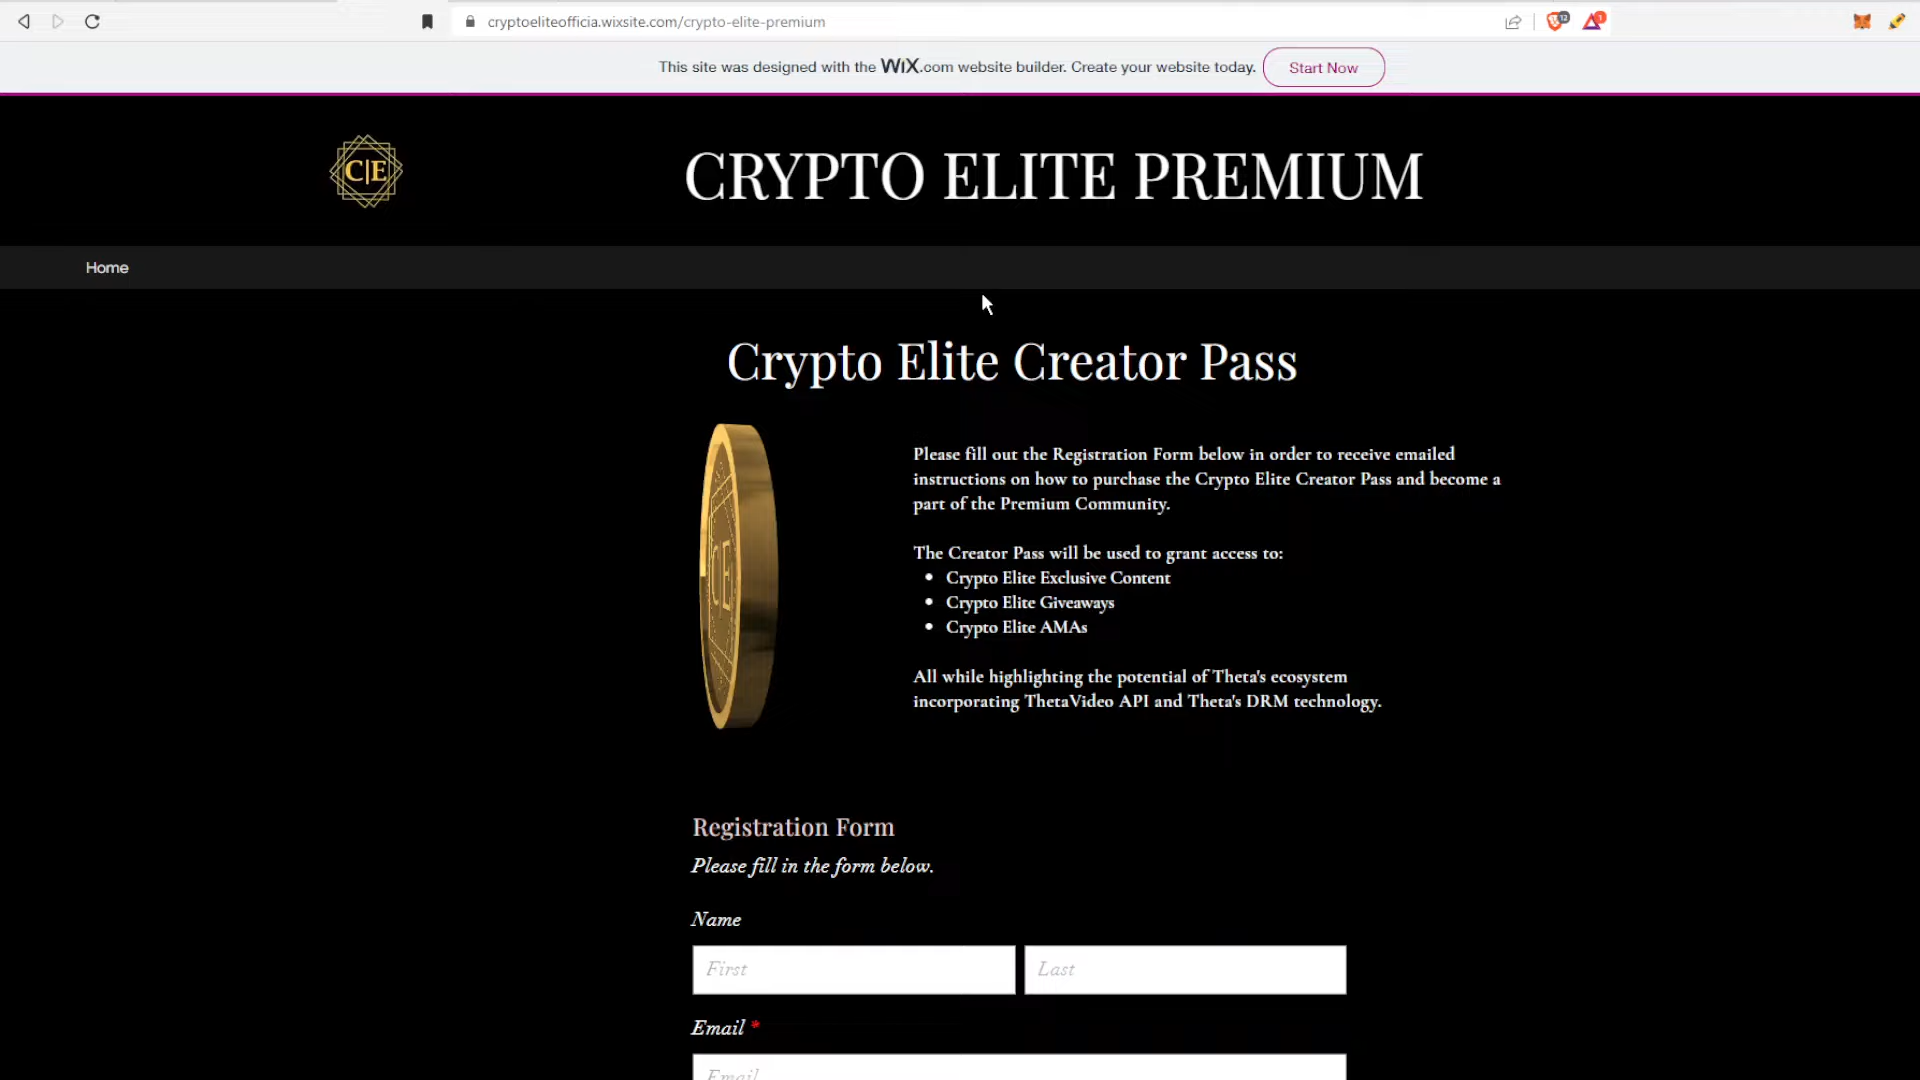 cryptoeliteofficia.wixsite.com/crypto-elite-premium
12
1
This site was designed with the WiX.com website builder. Create your website today. Start Now
C|E
CRYPTO ELITE PREMIUM
Home
Crypto Elite Creator Pass
Please fill out the Registration Form below in order to receive emailed
instructions on how to purchase the Crypto Elite Creator Pass and become a
part of the Premium Community.
The Creator Pass will be used to grant access to:
• Crypto Elite Exclusive Content
• Crypto Elite Giveaways
• Crypto Elite AMAs
All while highlighting the potential of Theta's ecosystem
incorporating ThetaVideo API and Theta's DRM technology.
C|E
Registration Form
Please fill in the form below.
Name
First Last
Email *
Email